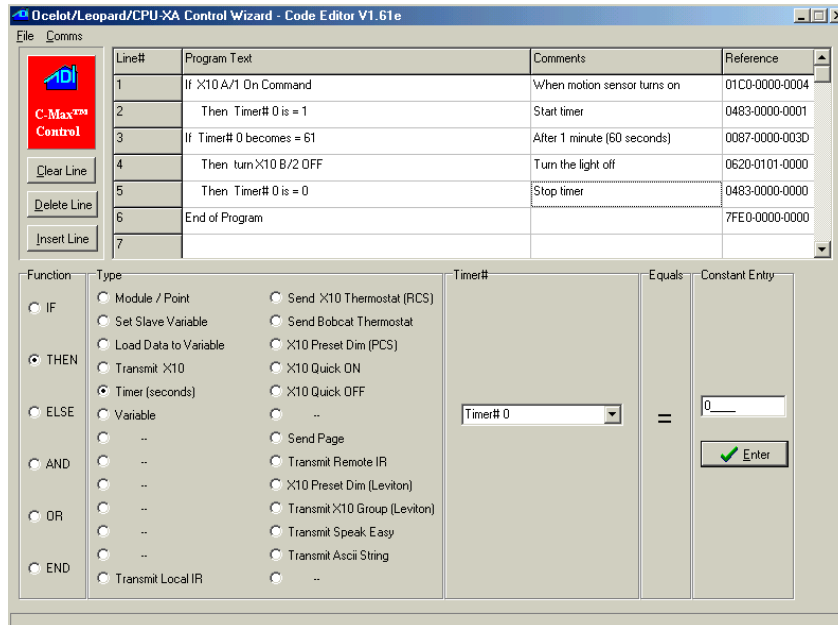 Ocelot/Leopard/CPU-XA Control Wizard - Code Editor V1.61e
File Comms
ADI
C-Max™ Control
Clear Line
Delete Line
Insert Line
Line# Program Text Comments Reference
1 If X10 A/1 On Command When motion sensor turns on 01C0-0000-0004
2 Then Timer# 0 is = 1 Start timer 0483-0000-0001
3 If Timer# 0 becomes = 61 After 1 minute (60 seconds) 0087-0000-003D
4 Then turn X10 B/2 OFF Turn the light off 0620-0101-0000
5 Then Timer# 0 is = 0 Stop timer 0483-0000-0000
6 End of Program 7FE0-0000-0000
7
Function
IF
THEN
ELSE
AND
OR
END
Type
Module / Point
Set Slave Variable
Load Data to Variable
Transmit X10
Timer (seconds)
Variable
--
--
--
--
--
--
Transmit Local IR
Send X10 Thermostat (RCS)
Send Bobcat Thermostat
X10 Preset Dim (PCS)
X10 Quick ON
X10 Quick OFF
--
Send Page
Transmit Remote IR
X10 Preset Dim (Leviton)
Transmit X10 Group (Leviton)
Transmit Speak Easy
Transmit Ascii String
--
Timer#
Timer# 0
Equals
=
Constant Entry
0___
Enter